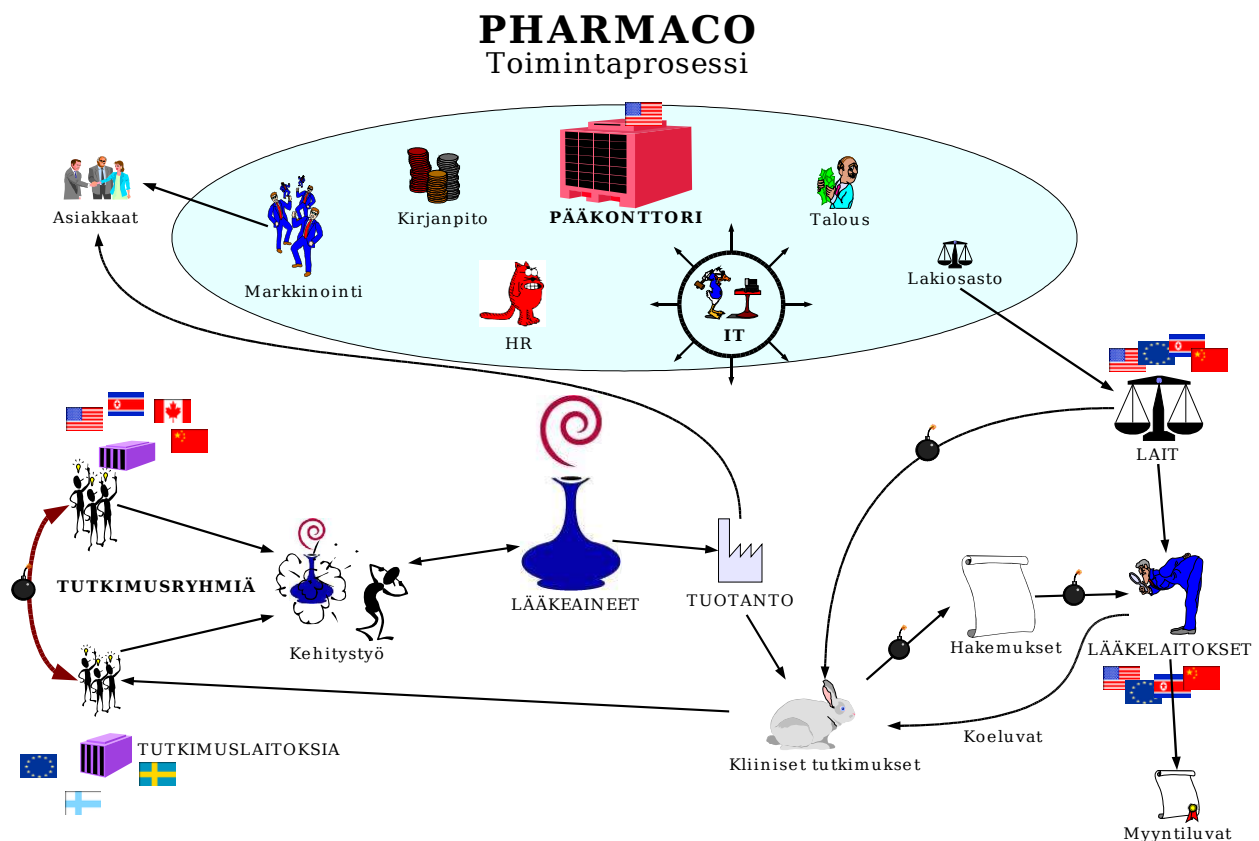 PHARMACO
Toimintaprosessi
Asiakkaat
Kirjanpito
PÄÄKONTTORI
Talous
Markkinointi
HR
IT
Lakiosasto
LAIT
TUTKIMUSRYHMIÄ
Kehitystyö
LÄÄKEAINEET
TUOTANTO
Hakemukset
LÄÄKELAITOKSET
TUTKIMUSLAITOKSIA
Kliiniset tutkimukset
Koeluvat
Myyntiluvat